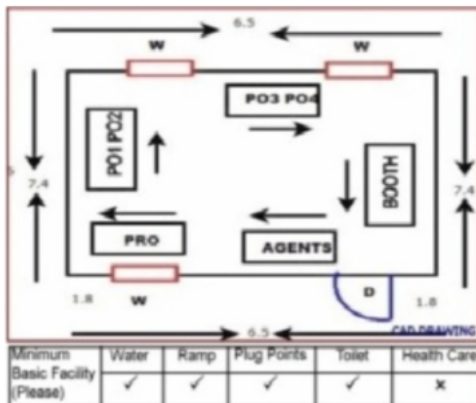 6.5
W W
PO3 PO4
PO1 PO2
7.4
BOOTH
7.4
PRO
AGENTS
1.8 W D 1.8
6.5 CAD DRAWING
Minimum Basic Facility (Please) Water Ramp Plug Points Toilet Health Care
✓ ✓ ✓ ✓ x